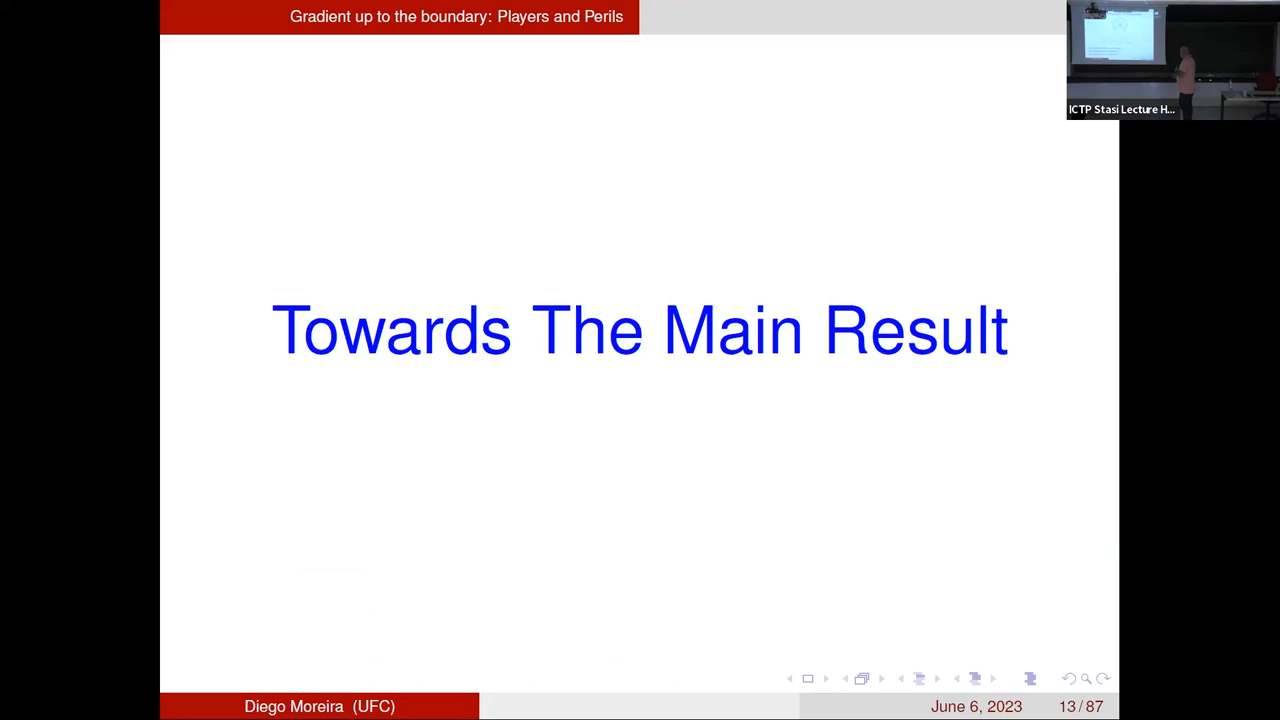 Gradient up to the boundary: Players and Perils
ICTP Stasi Lecture H...
Towards The Main Result
Diego Moreira (UFC)
June 6, 2023
13 / 87